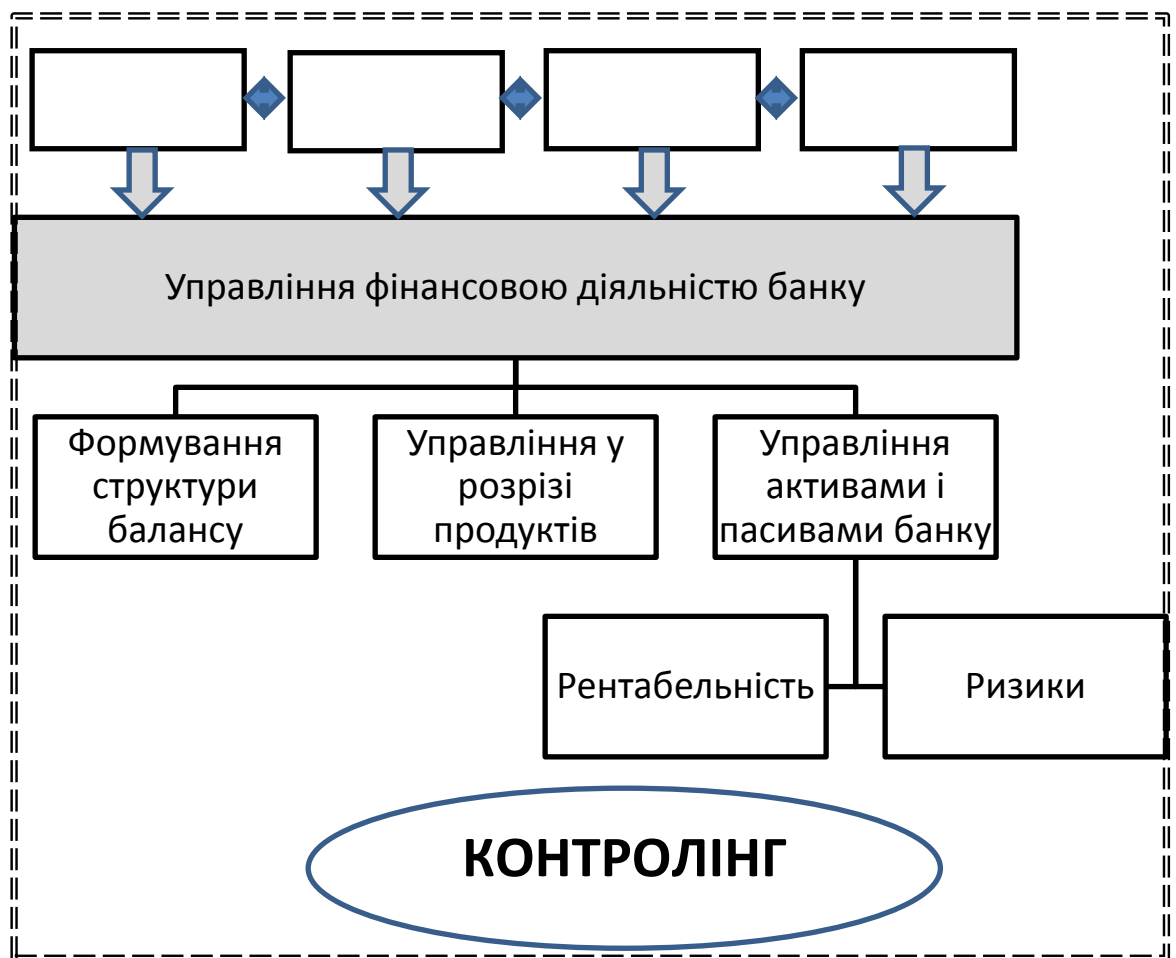 Управління фінансовою діяльністю банку
Формування
структури
балансу
Управління у
розрізі
продуктів
Управління
активами і
пасивами банку
Рентабельність
Ризики
КОНТРОЛІНГ